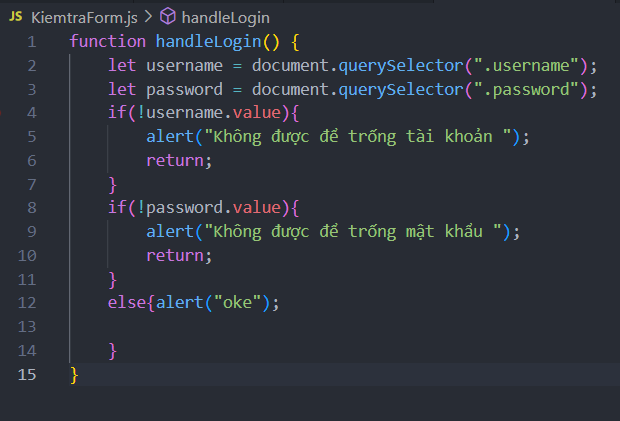 JS KiemtraForm.js > handleLogin
1 function handleLogin() {
2     let username = document.querySelector(".username");
3     let password = document.querySelector(".password");
4     if(!username.value){
5         alert("Không được để trống tài khoản ");
6         return;
7     }
8     if(!password.value){
9         alert("Không được để trống mật khẩu ");
10         return;
11     }
12     else{alert("oke");
13
14     }
15 }